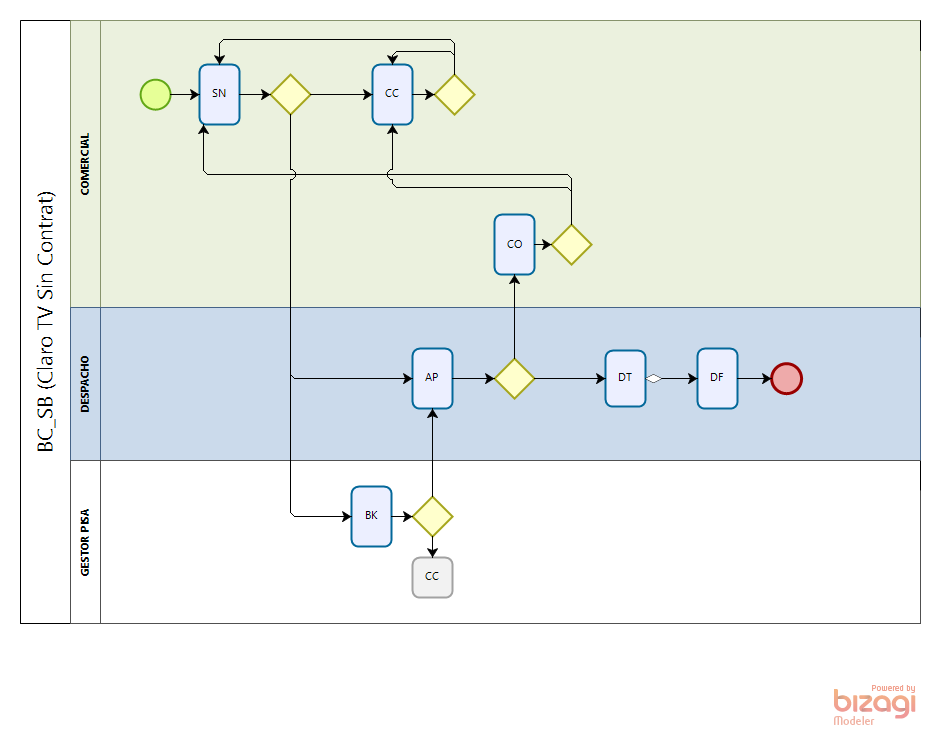 BC_SB (Claro TV Sin Contrat)
COMERCIAL
SN
CC
CO
DESPACHO
AP
DT
DF
GESTOR PISA
BK
CC
Powered by
bizagi
Modeler